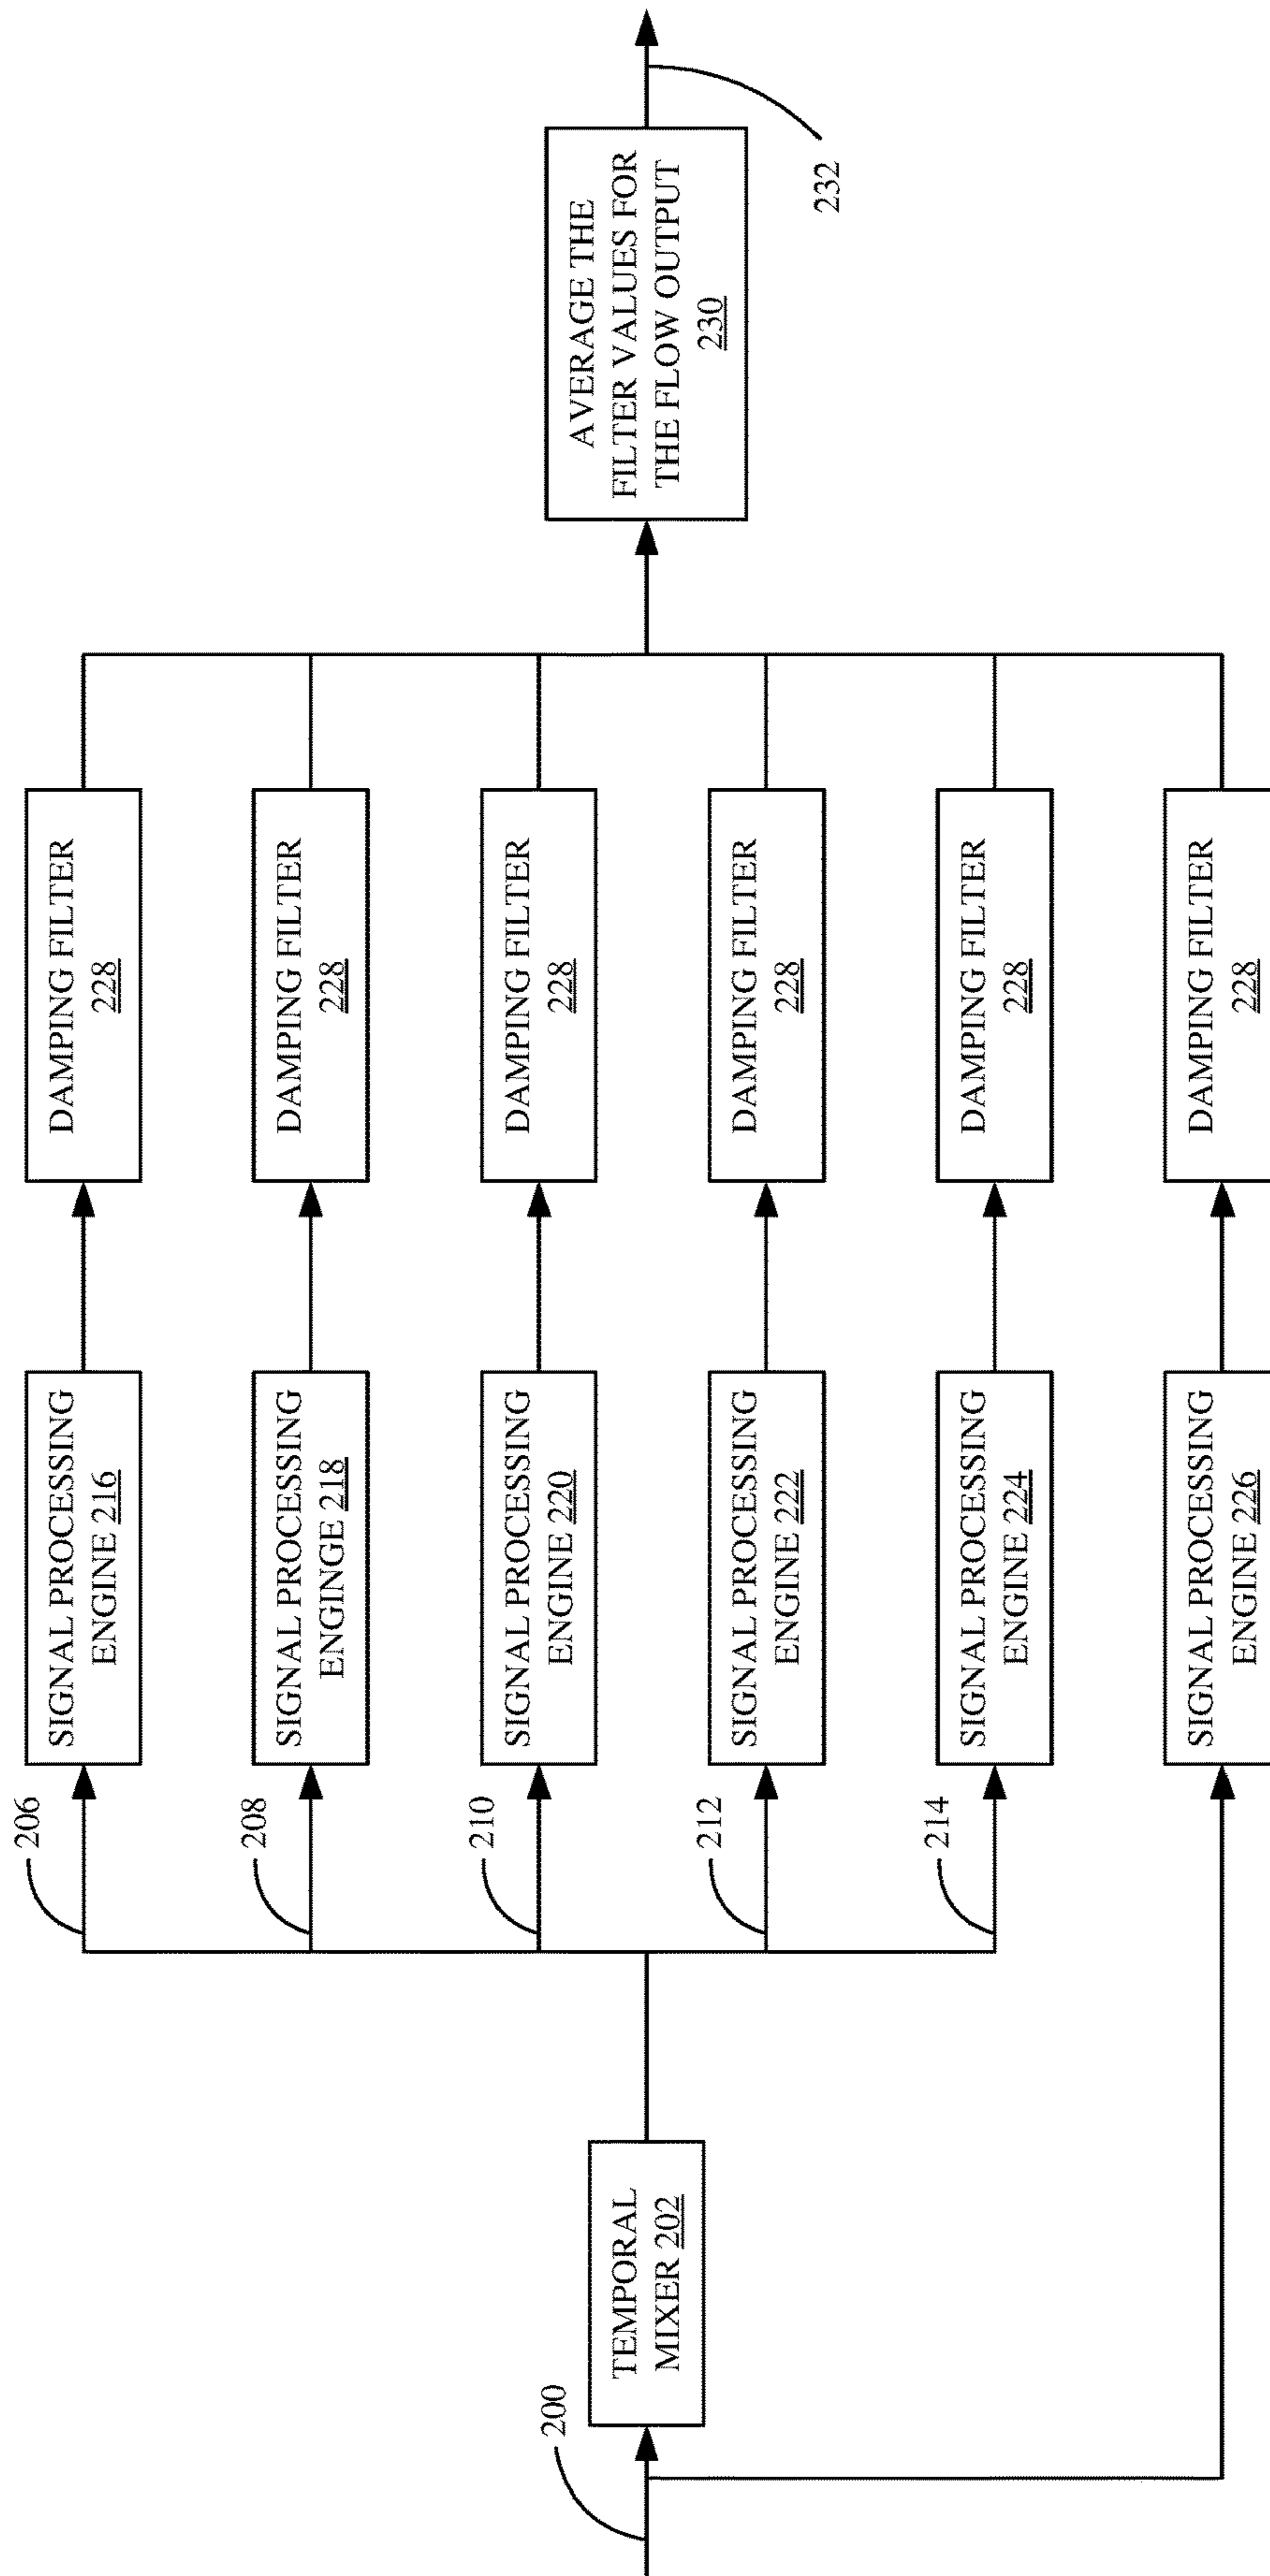 200
TEMPORAL
MIXER 202
206
208
210
212
214
SIGNAL PROCESSING
ENGINE 216
SIGNAL PROCESSING
ENGINGE 218
SIGNAL PROCESSING
ENGINE 220
SIGNAL PROCESSING
ENGINE 222
SIGNAL PROCESSING
ENGINE 224
SIGNAL PROCESSING
ENGINE 226
DAMPING FILTER
228
DAMPING FILTER
228
DAMPING FILTER
228
DAMPING FILTER
228
DAMPING FILTER
228
DAMPING FILTER
228
AVERAGE THE
FILTER VALUES FOR
THE FLOW OUTPUT
230
232